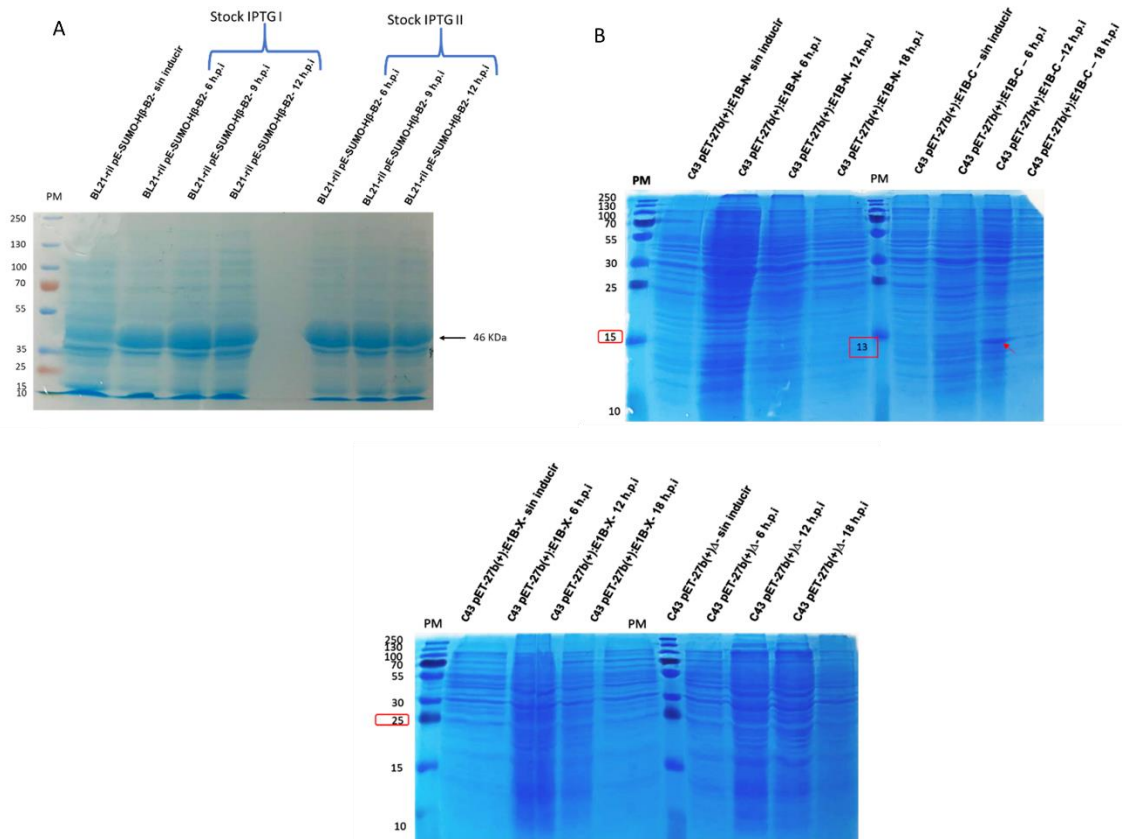 A
Stock IPTG I
Stock IPTG II
BL21-ril pE-SUMO-Hβ-B2- sin inducir
BL21-ril pE-SUMO-Hβ-B2- 6 h.p.i
BL21-ril pE-SUMO-Hβ-B2- 9 h.p.i
BL21-ril pE-SUMO-Hβ-B2- 12 h.p.i
BL21-ril pE-SUMO-Hβ-B2- 6 h.p.i
BL21-ril pE-SUMO-Hβ-B2- 9 h.p.i
BL21-ril pE-SUMO-Hβ-B2- 12 h.p.i
PM
250
130
100
70
55
35
25
15
10
46 KDa
B
PM
C43 pET-27b(+):E1B-N- sin inducir
C43 pET-27b(+):E1B-N- 6 h.p.i
C43 pET-27b(+):E1B-N- 12 h.p.i
C43 pET-27b(+):E1B-N- 18 h.p.i
PM
C43 pET-27b(+):E1B-C – sin inducir
C43 pET-27b(+):E1B-C – 6 h.p.i
C43 pET-27b(+):E1B-C –12 h.p.i
C43 pET-27b(+):E1B-C – 18 h.p.i
250
130
100
70
55
30
25
15
13
10
PM
C43 pET-27b(+):E1B-X- sin inducir
C43 pET-27b(+):E1B-X- 6 h.p.i
C43 pET-27b(+):E1B-X- 12 h.p.i
C43 pET-27b(+):E1B-X- 18 h.p.i
PM
C43 pET-27b(+)Δ- sin inducir
C43 pET-27b(+)Δ- 6 h.p.i
C43 pET-27b(+)Δ- 12 h.p.i
C43 pET-27b(+)Δ- 18 h.p.i
250
130
100
70
55
30
25
15
10